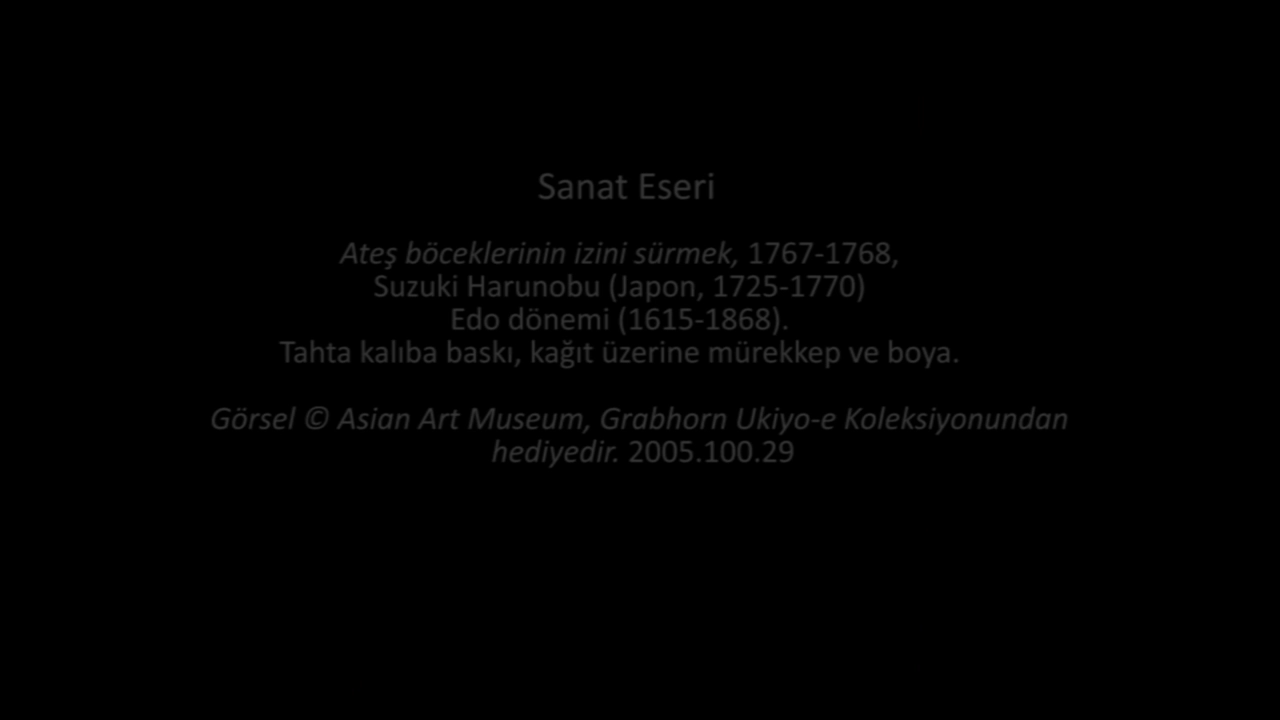 Sanat Eseri
Ateş böceklerinin izini sürmek, 1767-1768,
Suzuki Harunobu (Japon, 1725-1770)
Edo dönemi (1615-1868).
Tahta kalıba baskı, kağıt üzerine mürekkep ve boya.
Görsel © Asian Art Museum, Grabhorn Ukiyo-e Koleksiyonundan
hediyedir. 2005.100.29